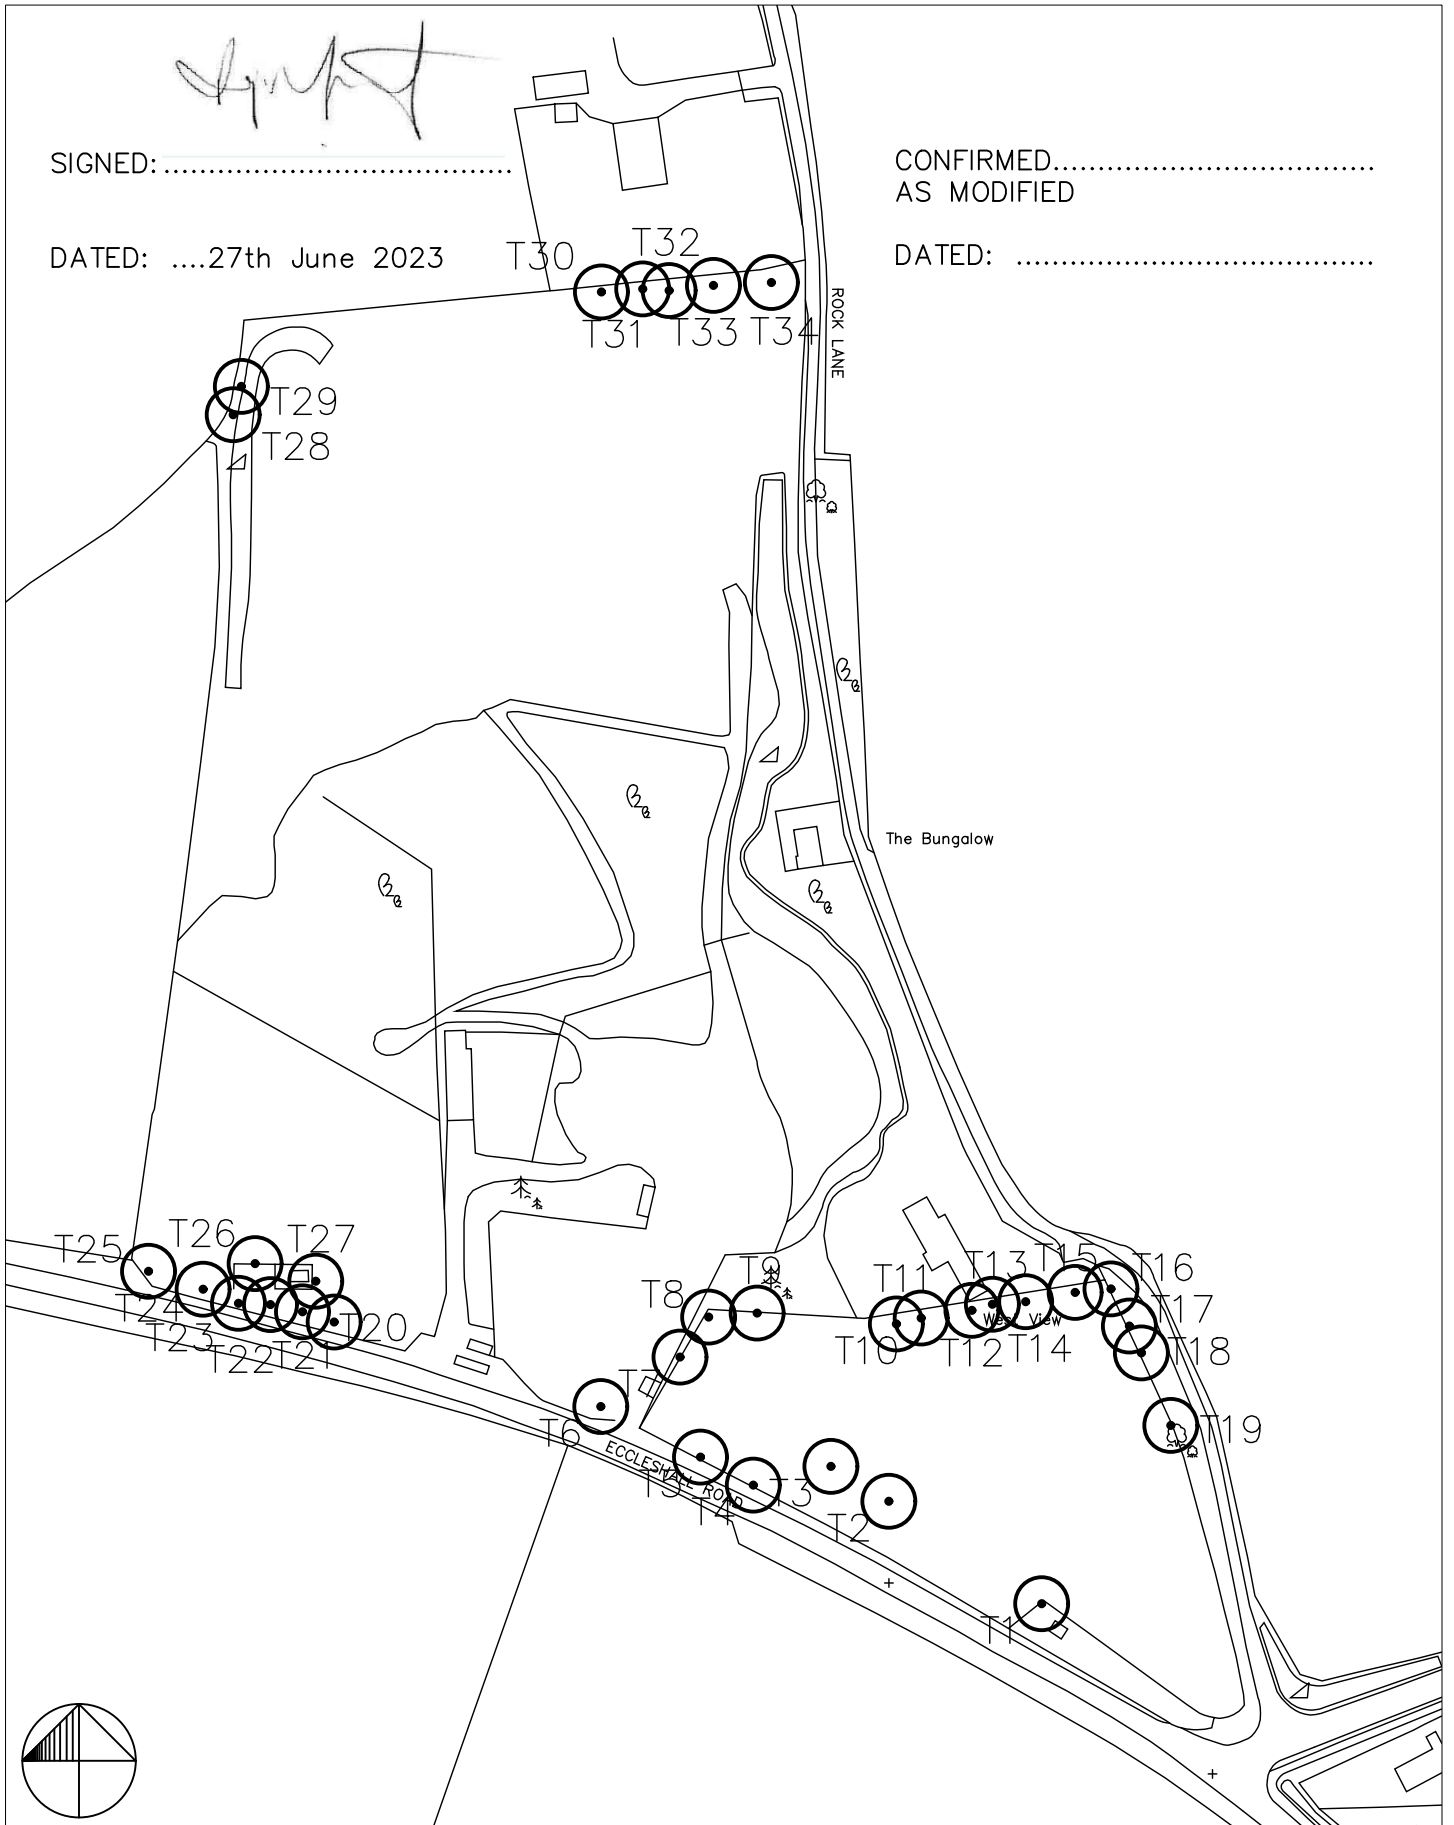 SIGNED: ......................................
CONFIRMED....................................
AS MODIFIED
DATED: ....27th June 2023
DATED: ........................................
T30
T32
T31
T33
T34
ROCK LANE
T29
T28
The Bungalow
T25
T26
T27
T24
T23
T22
T21
T20
T8
T9
T11
T13
T15
T16
T17
T10
T12
T14
West View
T18
T7
T19
T6
ECCLESHALL ROAD
T5
T4
T3
T2
T1